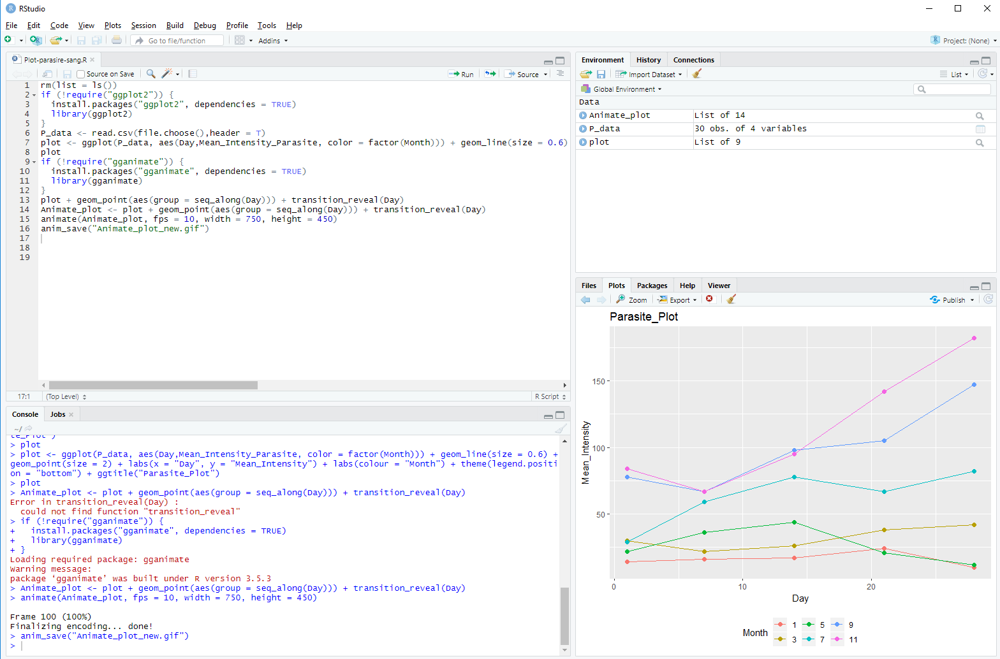 RStudio
File Edit Code View Plots Session Build Debug Profile Tools Help
Go to file/function Addins Project: (None)
Plot-parasire-sang.R
Source on Save Run Source
1 rm(list = ls())
2 if (!require("ggplot2")) {
3 install.packages("ggplot2", dependencies = TRUE)
4 library(ggplot2)
5 }
6 P_data <- read.csv(file.choose(),header = T)
7 plot <- ggplot(P_data, aes(Day,Mean_Intensity_Parasite, color = factor(Month))) + geom_line(size = 0.6)
8 plot
9 if (!require("gganimate")) {
10 install.packages("gganimate", dependencies = TRUE)
11 library(gganimate)
12 }
13 plot + geom_point(aes(group = seq_along(Day))) + transition_reveal(Day)
14 Animate_plot <- plot + geom_point(aes(group = seq_along(Day))) + transition_reveal(Day)
15 animate(Animate_plot, fps = 10, width = 750, height = 450)
16 anim_save("Animate_plot_new.gif")
17
18
19
17:1 (Top Level) R Script
Console Jobs
~/
te_Plot")
> plot
> plot <- ggplot(P_data, aes(Day,Mean_Intensity_Parasite, color = factor(Month))) + geom_line(size = 0.6) +
geom_point(size = 2) + labs(x = "Day", y = "Mean_Intensity") + labs(colour = "Month") + theme(legend.positi
on = "bottom") + ggtitle("Parasite_Plot")
> plot
> Animate_plot <- plot + geom_point(aes(group = seq_along(Day))) + transition_reveal(Day)
Error in transition_reveal(Day) :
could not find function "transition_reveal"
> if (!require("gganimate")) {
+ install.packages("gganimate", dependencies = TRUE)
+ library(gganimate)
+ }
Loading required package: gganimate
Warning message:
package ‘gganimate’ was built under R version 3.5.3
> Animate_plot <- plot + geom_point(aes(group = seq_along(Day))) + transition_reveal(Day)
> animate(Animate_plot, fps = 10, width = 750, height = 450)
Frame 100 (100%)
Finalizing encoding... done!
> anim_save("Animate_plot_new.gif")
>
Environment History Connections
Import Dataset List
Global Environment
Data
Animate_plot List of 14
P_data 30 obs. of 4 variables
plot List of 9
Files Plots Packages Help Viewer
Zoom Export Publish
Parasite_Plot
150
100
50
Mean_Intensity
0 10 20
Day
Month
1 5 9
3 7 11